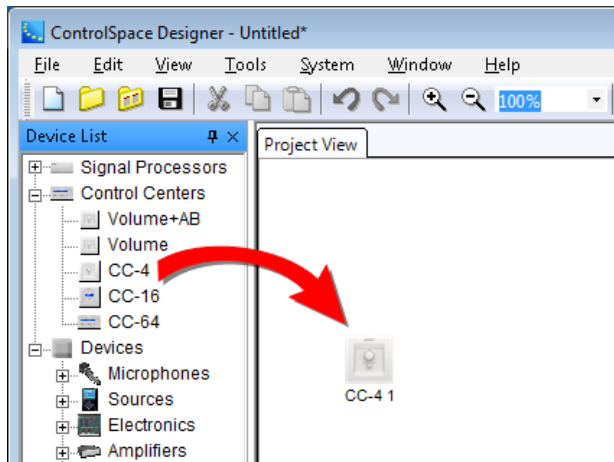 ControlSpace Designer - Untitled*
File Edit View Tools System Window Help
100%
Device List
Project View
Signal Processors
Control Centers
Volume+AB
Volume
CC-4
CC-16
CC-64
CC-4 1
Devices
Microphones
Sources
Electronics
Amplifiers